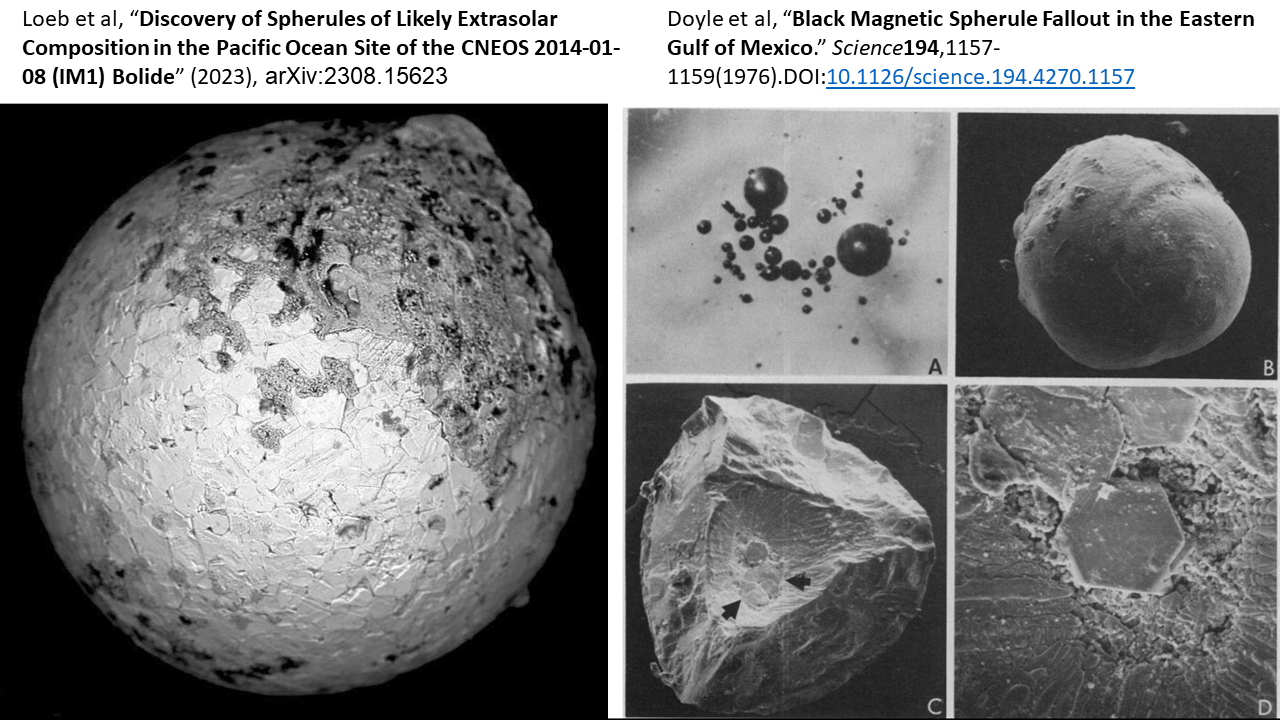 Loeb et al, “Discovery of Spherules of Likely Extrasolar
Composition in the Pacific Ocean Site of the CNEOS 2014-01-
08 (IM1) Bolide” (2023), arXiv:2308.15623
Doyle et al, “Black Magnetic Spherule Fallout in the Eastern
Gulf of Mexico.” Science194,1157-
1159(1976).DOI:10.1126/science.194.4270.1157
A
B
C
D